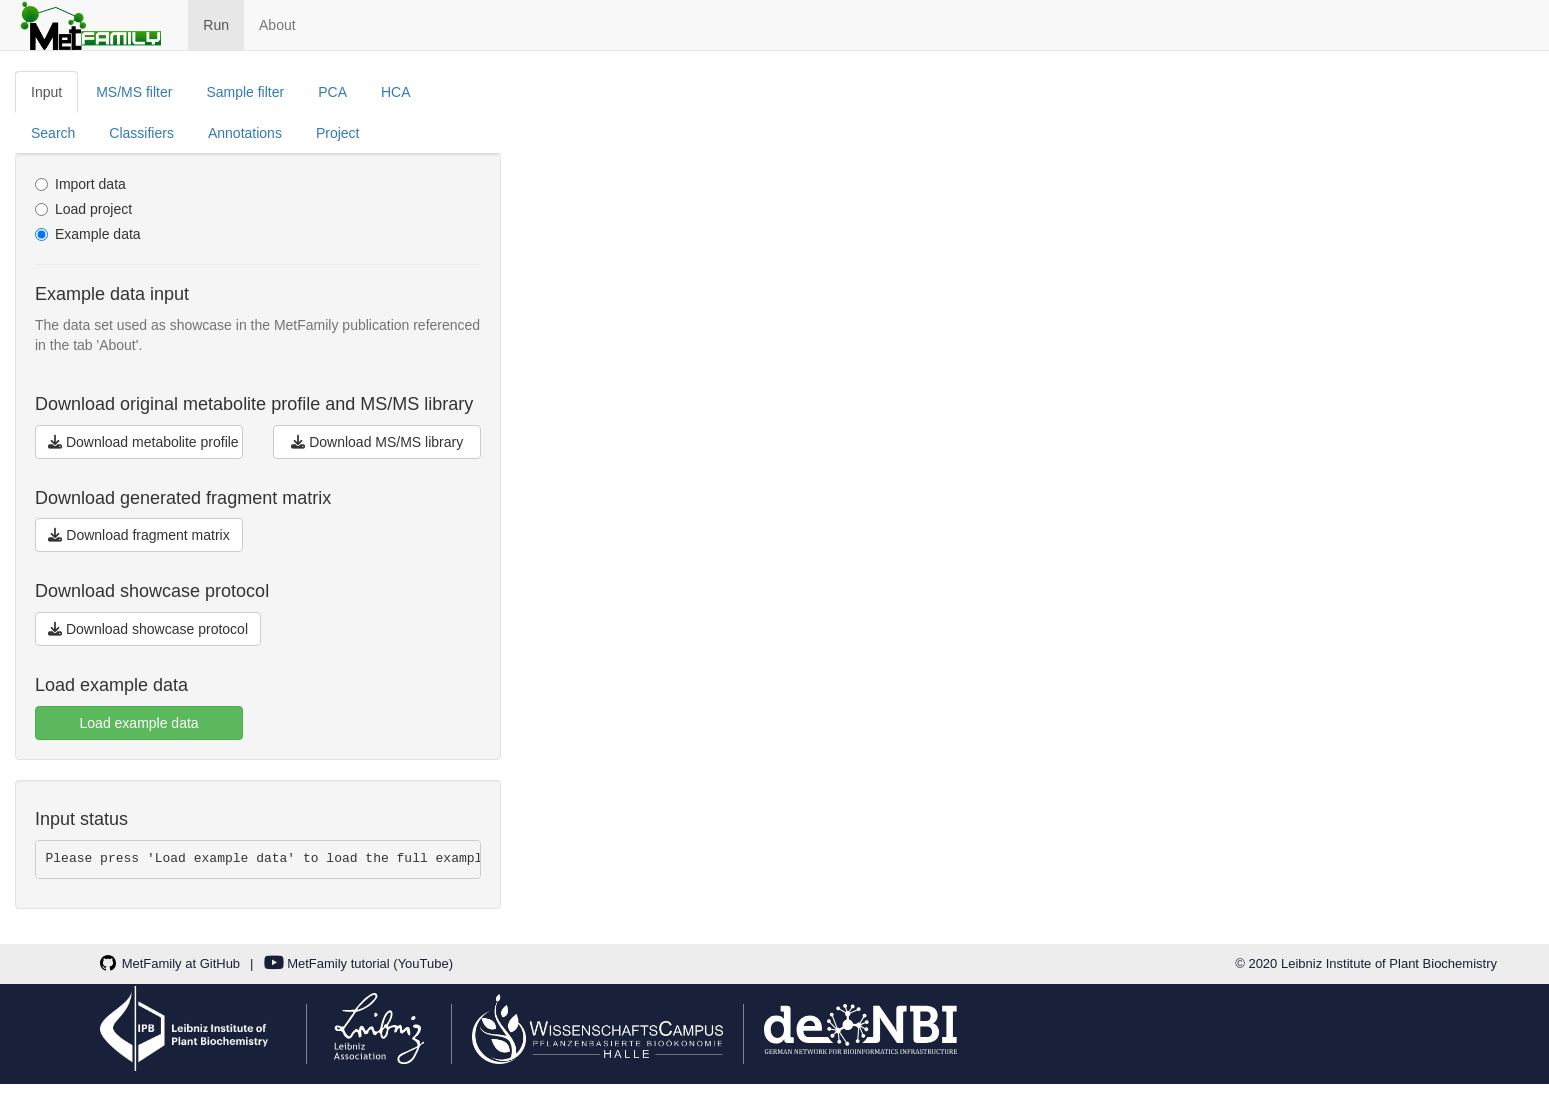 MetFamily
Run
About
Input
MS/MS filter
Sample filter
PCA
HCA
Search
Classifiers
Annotations
Project
Import data
Load project
Example data
Example data input
The data set used as showcase in the MetFamily publication referenced
in the tab 'About'.
Download original metabolite profile and MS/MS library
Download metabolite profile
Download MS/MS library
Download generated fragment matrix
Download fragment matrix
Download showcase protocol
Download showcase protocol
Load example data
Load example data
Input status
Please press 'Load example data' to load the full exampl
MetFamily at GitHub | MetFamily tutorial (YouTube)
© 2020 Leibniz Institute of Plant Biochemistry
IPB
Leibniz Institute of
Plant Biochemistry
Leibniz
Leibniz
Association
WISSENSCHAFTSCAMPUS
PFLANZENBASIERTE BIOÖKONOMIE
HALLE
de NBI
GERMAN NETWORK FOR BIOINFORMATICS INFRASTRUCTURE